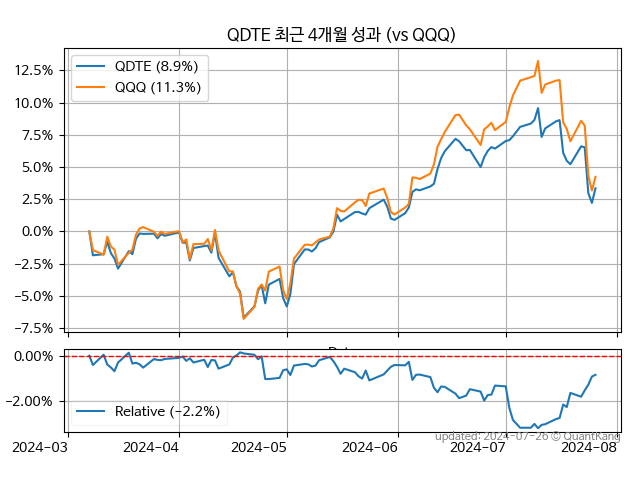 QDTE 최근 4개월 성과 (vs QQQ)
QDTE (8.9%)
QQQ (11.3%)
12.5%
10.0%
7.5%
5.0%
2.5%
0.0%
−2.5%
−5.0%
−7.5%
0.00%
−2.00%
Relative (−2.2%)
updated: 2024-07-26 © QuantKang
2024-03 2024-04 2024-05 2024-06 2024-07 2024-08